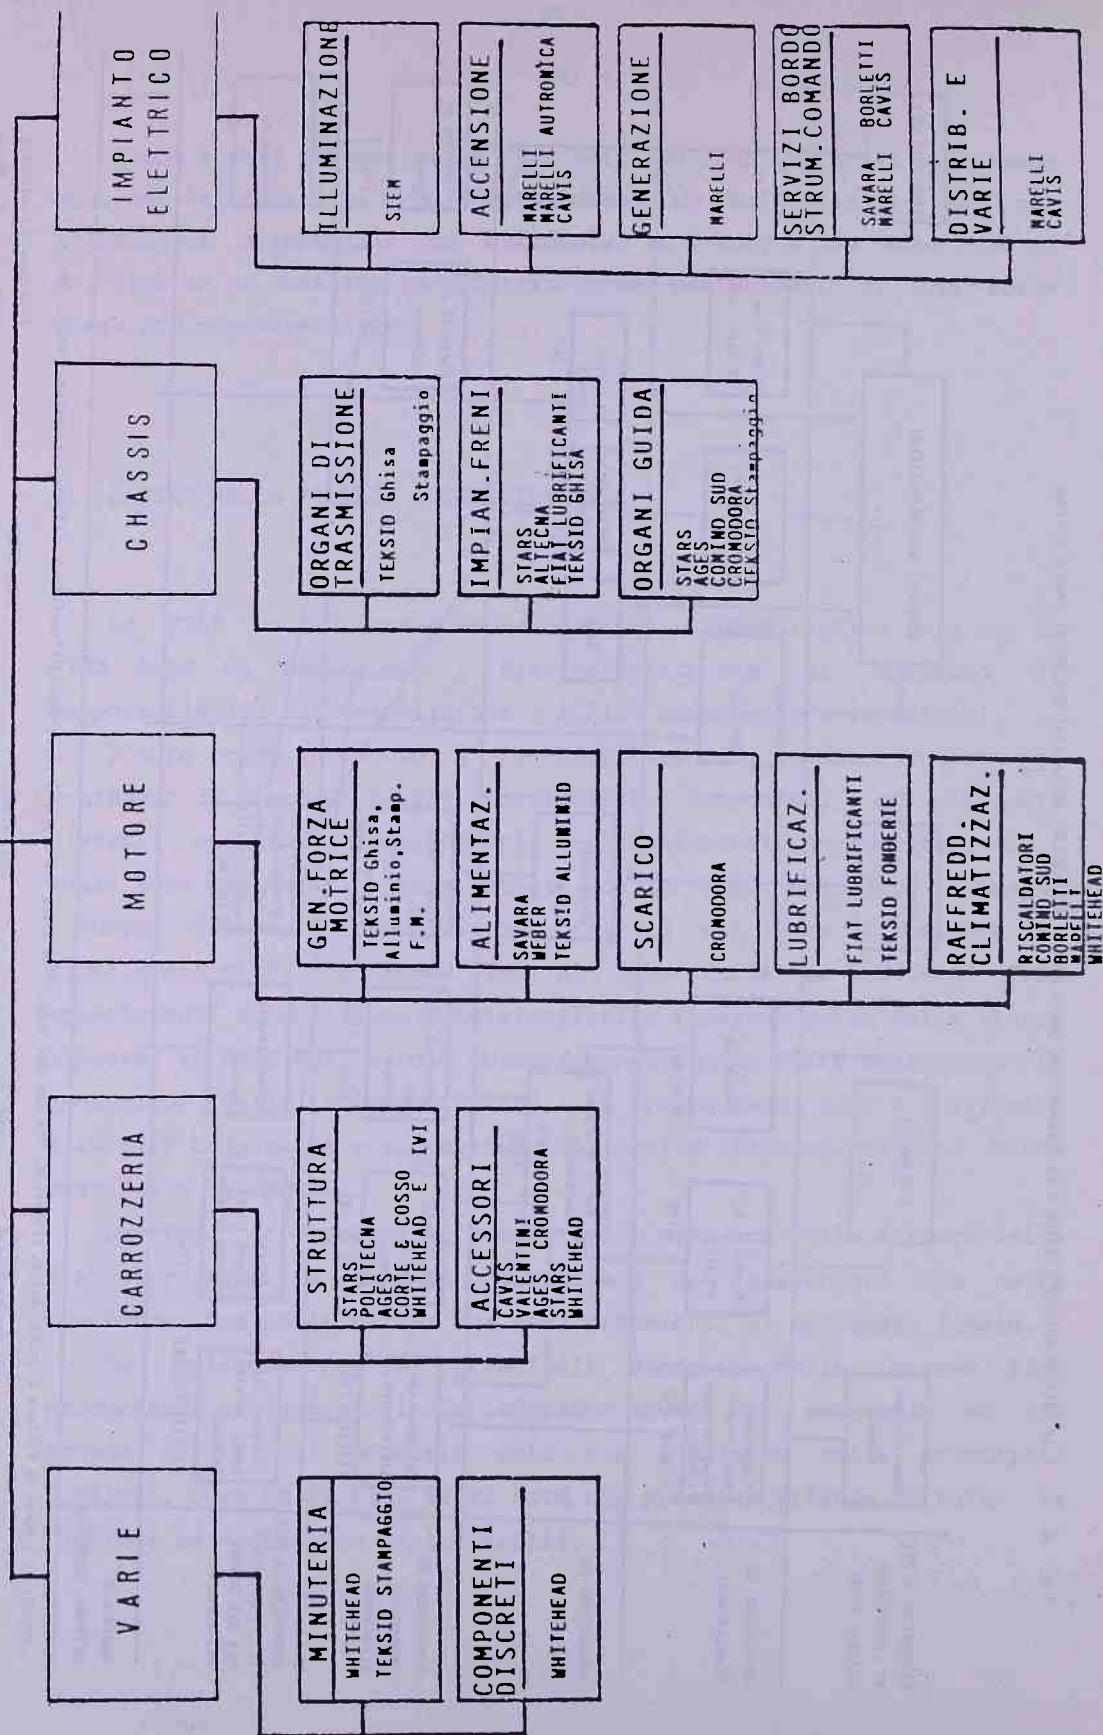 VARIE
MINUTERIA
WHITEHEAD
TEKSID STAMPAGGIO
COMPONENTI
DISCRETI
WHITEHEAD
CARROZZERIA
STRUTTURA
STARS
POLITECNA
AGES
CORTE & COSSO
WHITEHEAD E IVI
ACCESSORI
CAVIS
VALENTINI
AGES CROMODORA
STARS
WHITEHEAD
MOTORE
GEN.FORZA
MOTRICE
TEKSID Ghisa.
Alluminio,Stamp.
F.M.
ALIMENTAZ.
SAVARA
WEBER
TEKSID ALLUMINIO
SCARICO
CROMODORA
LUBRIFICAZ.
FIAT LUBRIFICANTI
TEKSID FONDERIE
RAFFREDD.
CLIMATIZZAZ.
RISCALDATORI
COMIND SUD
BORLETTI
MARELLI
WHITEHEAD
CHASSIS
ORGANI DI
TRASMISSIONE
TEKSID Ghisa
Stampaggio
IMPIAN.FRENI
STARS
ALTECNA
FIAT LUBRIFICANTI
TEKSID GHISA
ORGANI GUIDA
STARS
AGES
COMIND SUD
CROMODORA
TEKSID Stampaggio
IMPIANTO
ELETTRICO
ILLUMINAZIONE
SIEM
ACCENSIONE
MARELLI
MARELLI AUTRONICA
CAVIS
GENERAZIONE
MARELLI
SERVIZI BORDO
STRUM.COMANDO
SAVARA BORLETTI
MARELLI CAVIS
DISTRIB. E
VARIE
MARELLI
CAVIS